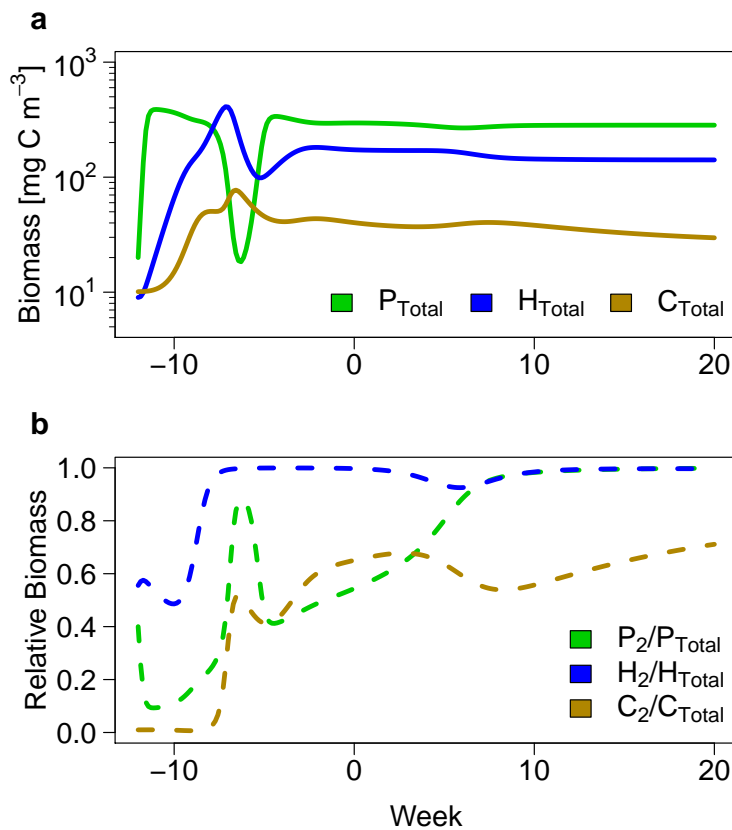 a
Biomass [mg C m⁻³]
10³
10²
10¹
P_Total H_Total C_Total
−10 0 10 20
b
Relative Biomass
1.0
0.8
0.6
0.4
0.2
0.0
P₂/P_Total
H₂/H_Total
C₂/C_Total
−10 0 10 20
Week